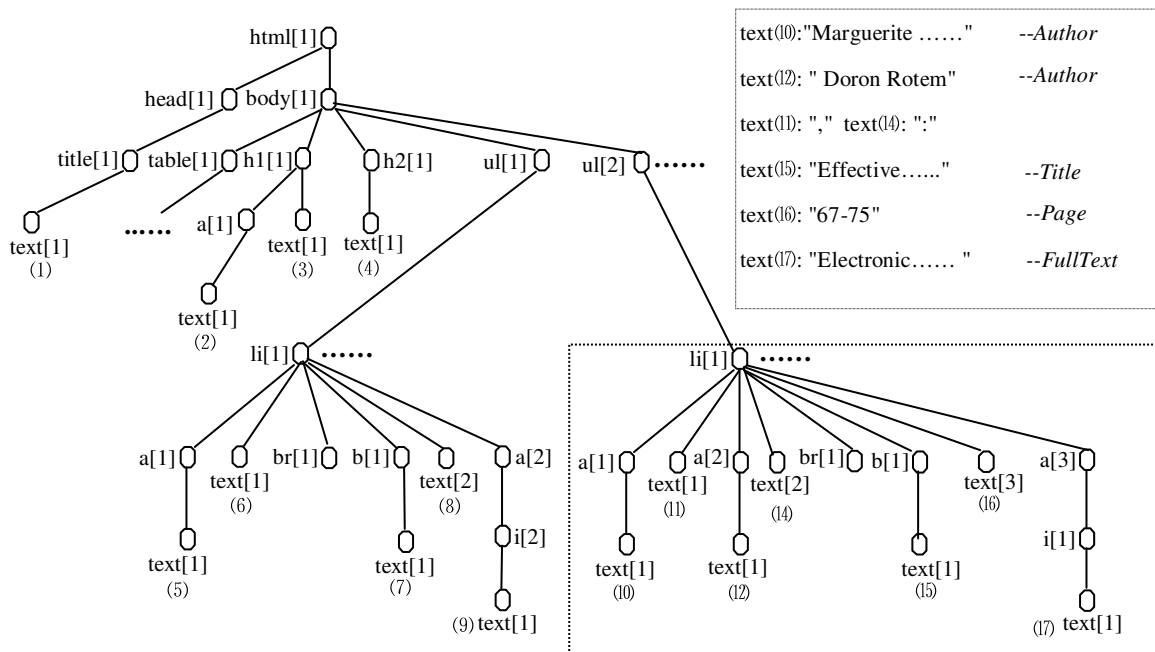 html[1]
text⑽:"Marguerite ……" --Author
text⑿: " Doron Rotem" --Author
text⑾: "," text⒁: ":"
text⒂: "Effective…..." --Title
text⒃: "67-75" --Page
text⒄: "Electronic…… " --FullText
head[1] body[1]
title[1] table[1] h1[1] h2[1] ul[1] ul[2] ……
text[1] …… a[1] text[1] text[1]
⑴ ⑶ ⑷
text[1]
⑵
li[1] …… li[1] ……
a[1] text[1] br[1] b[1] text[2] a[2]
⑹ ⑻
text[1] text[1] i[2]
⑸ ⑺
⑼ text[1]
a[1] text[1] a[2] text[2] br[1] b[1] text[3] a[3]
⑾ ⒁ ⒃
text[1] text[1] text[1] i[1]
⑽ ⑿ ⒂
⒄ text[1]